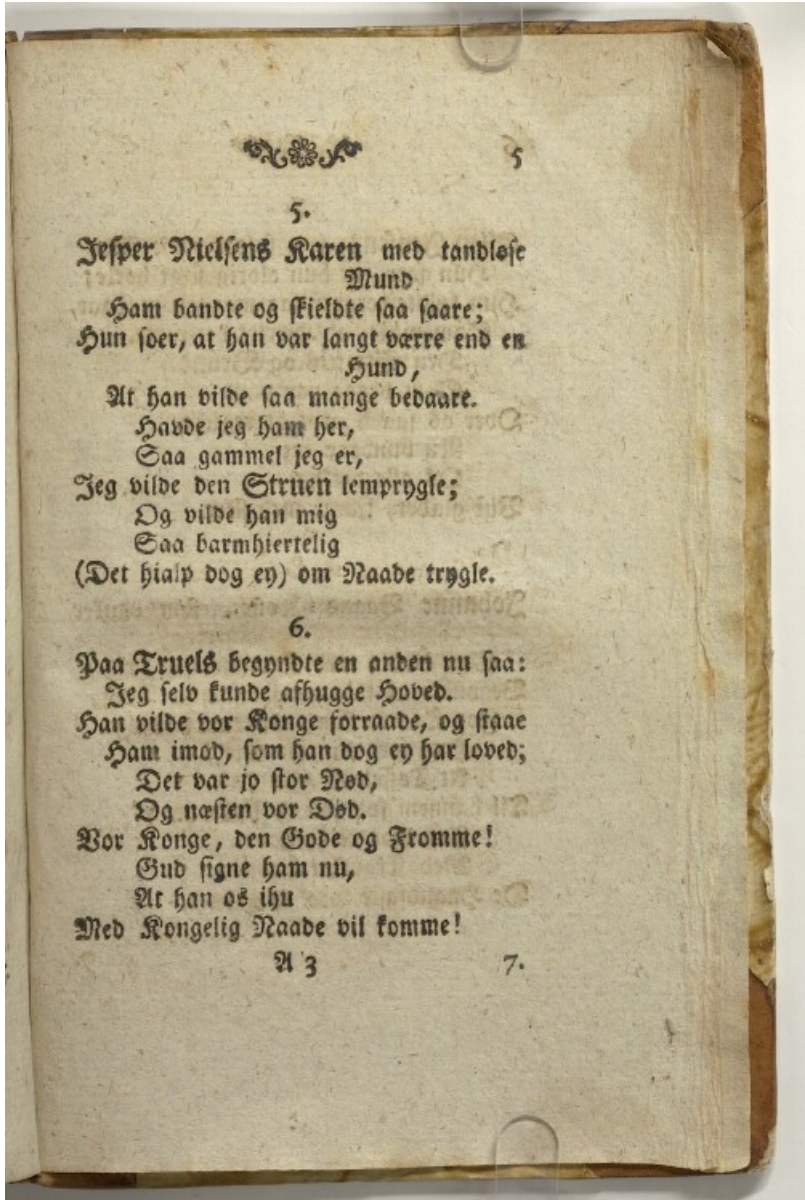 5
5.
Jesper Nielsens Karen med tandløse
Mund
Ham bandte og skieldte saa saare;
Hun soer, at han var langt værre end en
Hund,
At han vilde saa mange bedaare.
Havde jeg ham her,
Saa gammel jeg er,
Jeg vilde den Struen lemprygle;
Og vilde han mig
Saa barmhiertelig
(Det hialp dog ey) om Naade trygle.
6.
Paa Truels begyndte en anden nu saa:
Jeg selv kunde afhugge Hoved.
Han vilde vor Konge forraade, og staae
Ham imod, som han dog ey har loved;
Det var jo stor Nød,
Og næsten vor Død.
Vor Konge, den Gode og Fromme!
Gud signe ham nu,
At han os ihu
Med Kongelig Naade vil komme!
A 3 7.